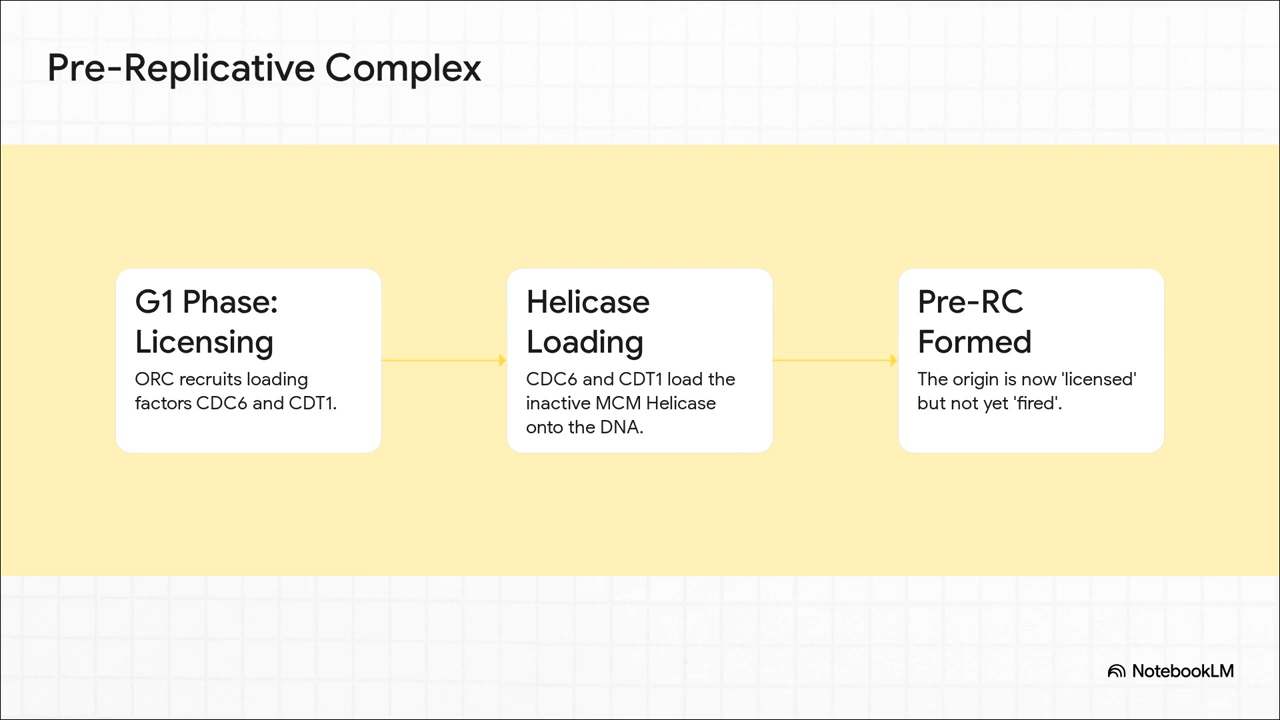 Pre-Replicative Complex
G1 Phase:
Licensing
ORC recruits loading
factors CDC6 and CDT1.
Helicase
Loading
CDC6 and CDT1 load the
inactive MCM Helicase
onto the DNA.
Pre-RC
Formed
The origin is now 'licensed'
but not yet 'fired'.
NotebookLM